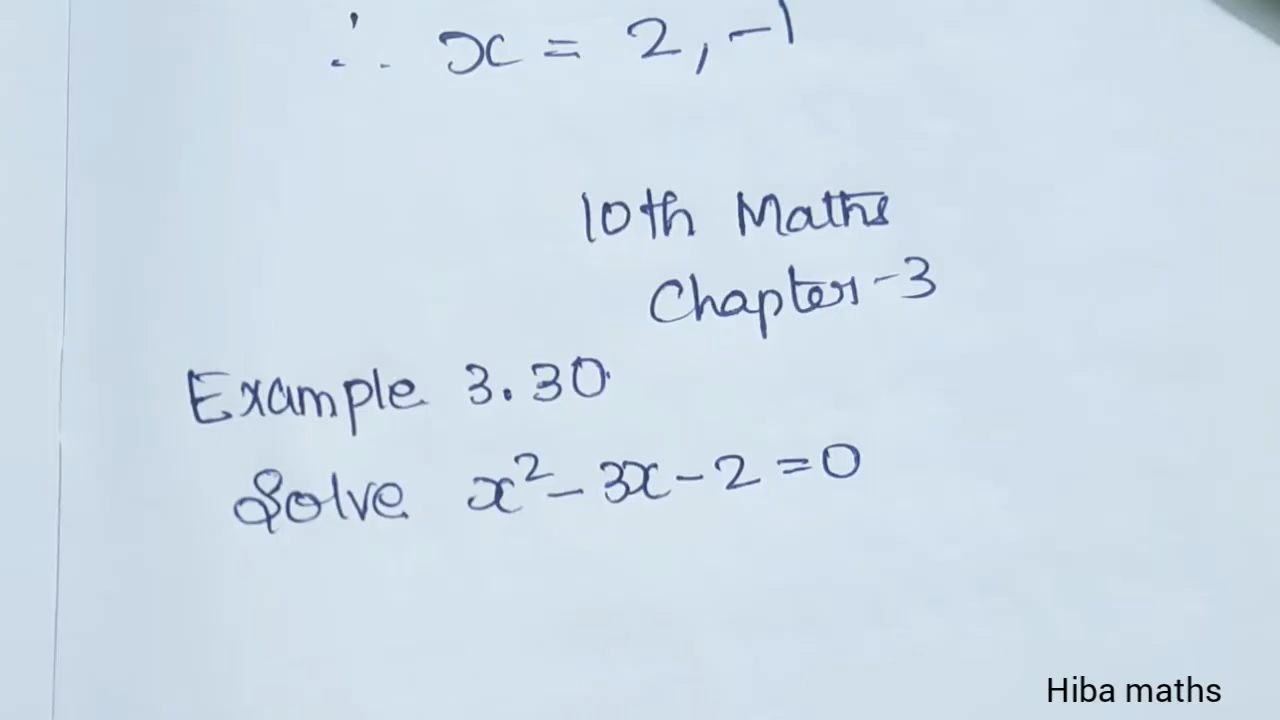 ∴ x = 2, -1
10th Maths
Chapter-3
Example 3.30
Solve x² - 3x - 2 = 0
Hiba maths